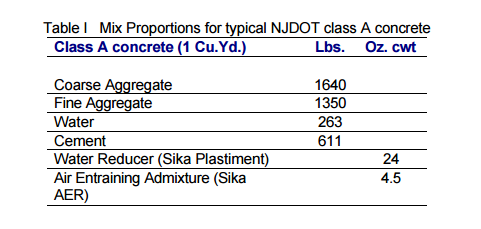 Table I Mix Proportions for typical NJDOT class A concrete
Class A concrete (1 Cu.Yd.) Lbs. Oz. cwt
Coarse Aggregate 1640
Fine Aggregate 1350
Water 263
Cement 611
Water Reducer (Sika Plastiment) 24
Air Entraining Admixture (Sika 4.5
AER)